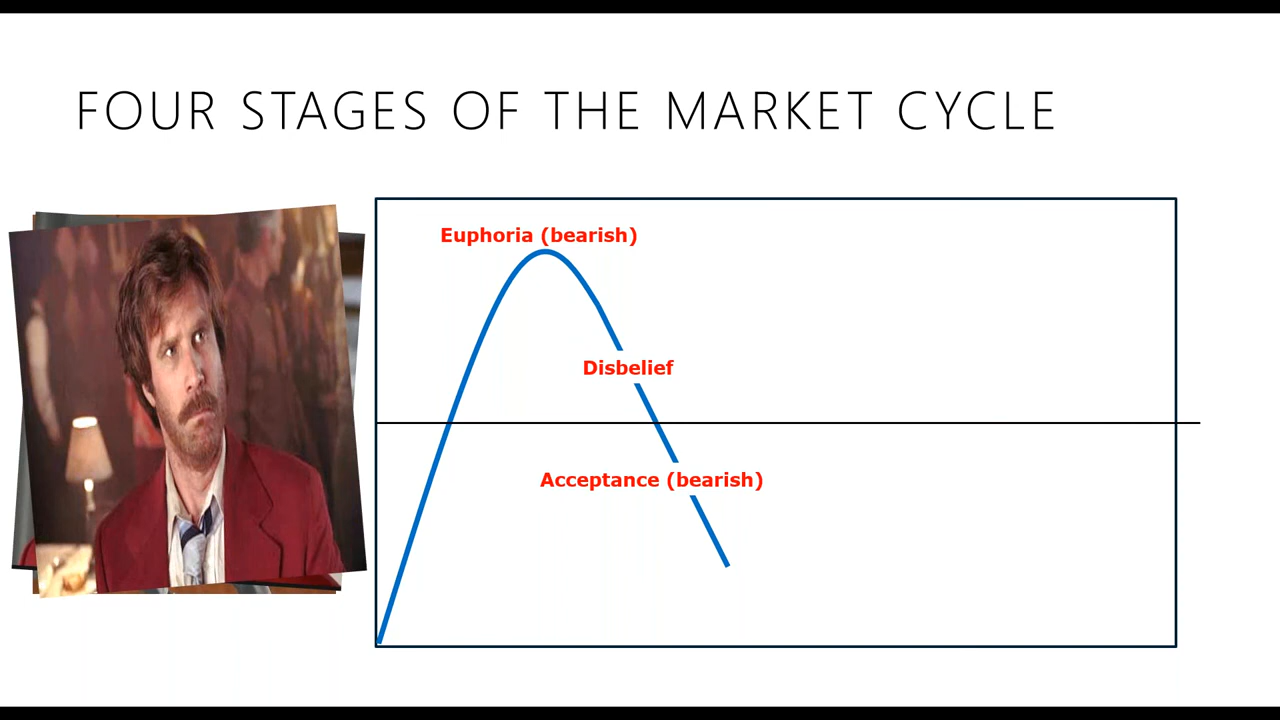 FOUR STAGES OF THE MARKET CYCLE
Euphoria (bearish)
Disbelief
Acceptance (bearish)